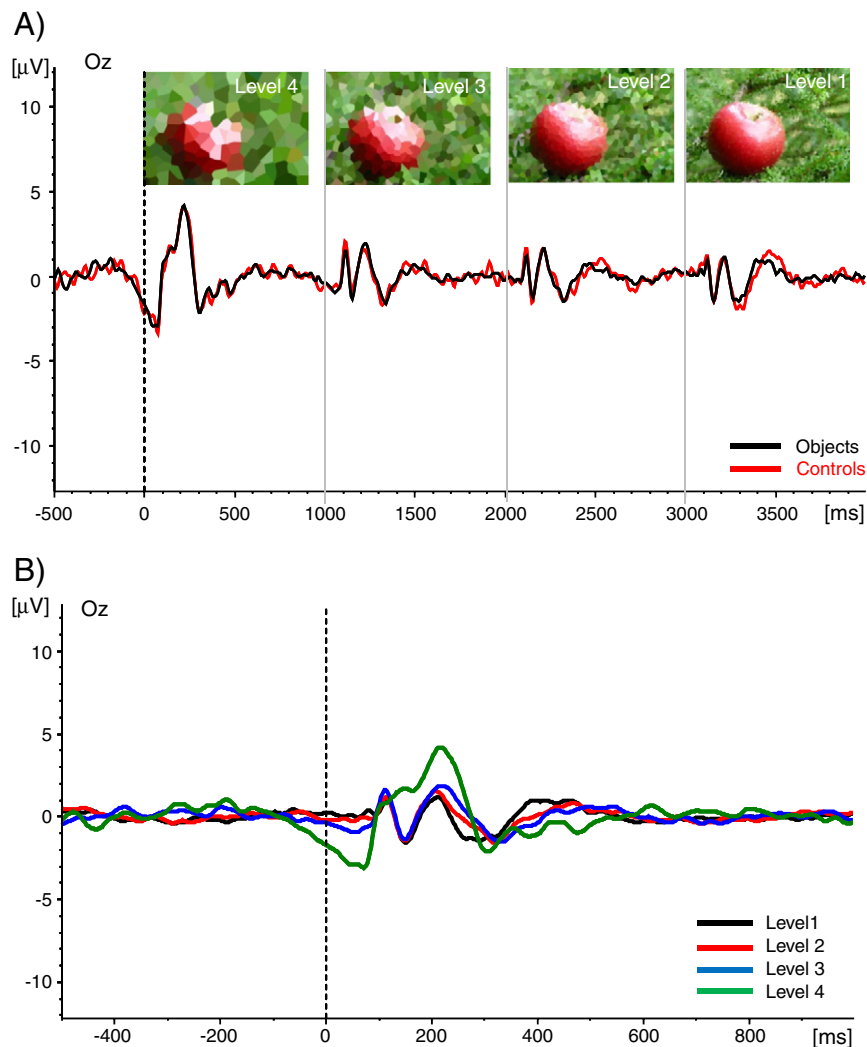 A)
[μV]
Oz
Level 4
Level 3
Level 2
Level 1
10
5
0
-5
-10
Objects
Controls
-500
0
500
1000
1500
2000
2500
3000
3500
[ms]
B)
[μV]
Oz
10
5
0
-5
-10
Level1
Level 2
Level 3
Level 4
-400
-200
0
200
400
600
800
[ms]